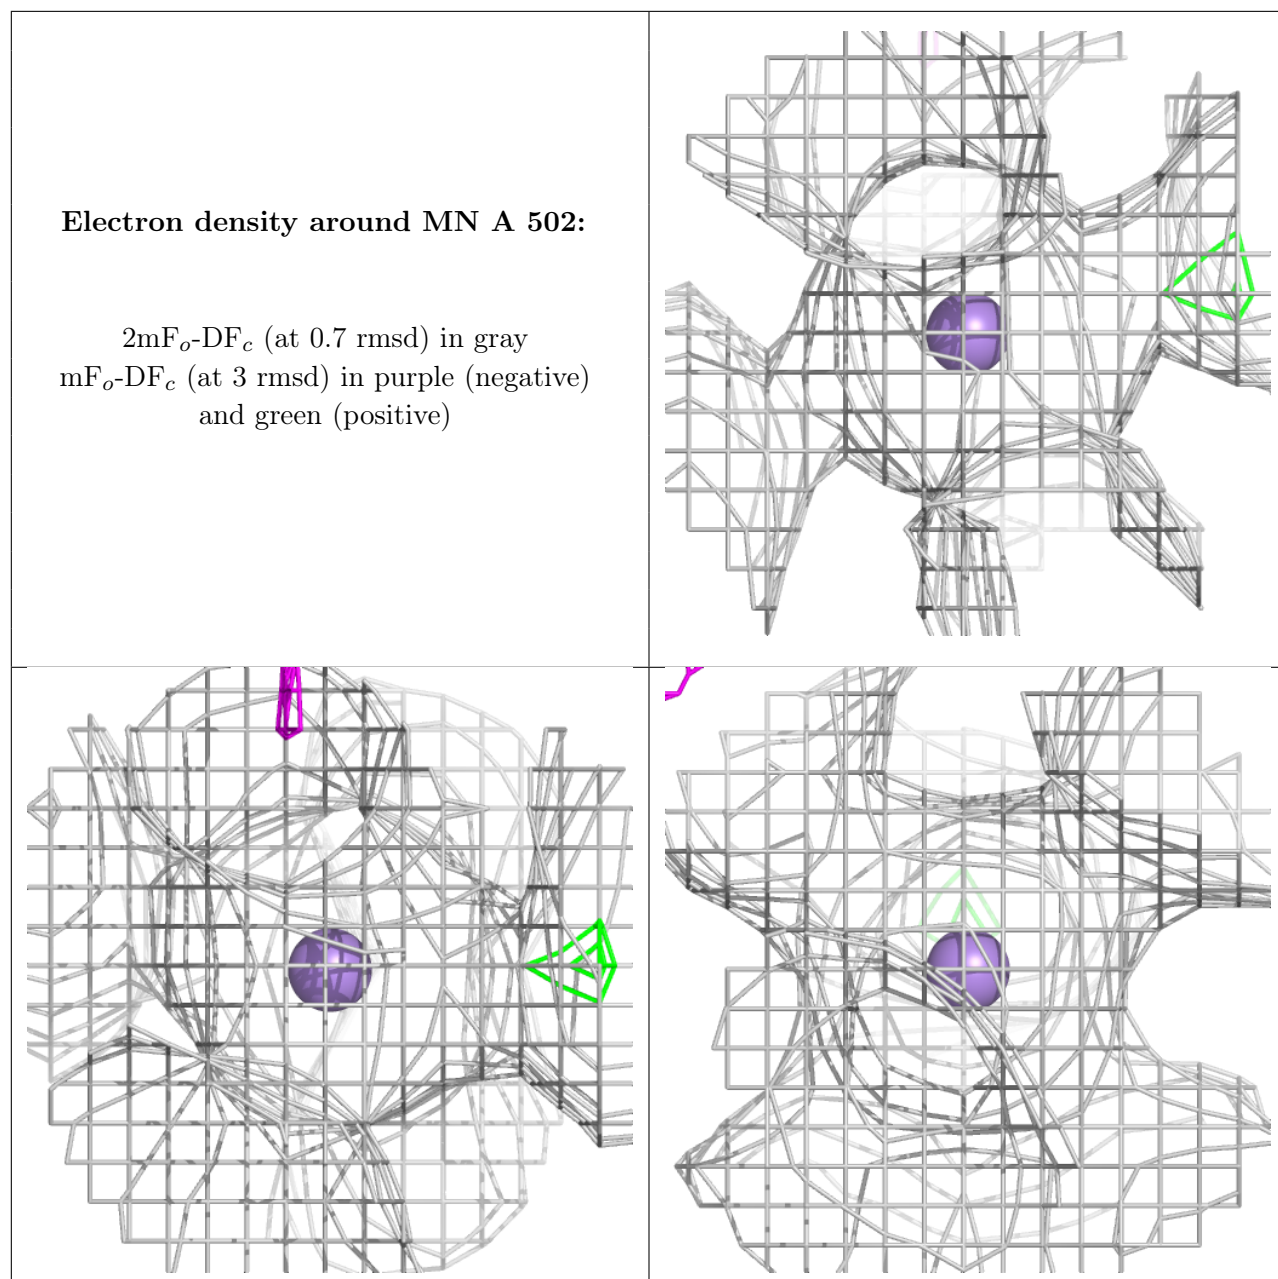 Electron density around MN A 502:
2mFₒ-DF𝒸 (at 0.7 rmsd) in gray
mFₒ-DF𝒸 (at 3 rmsd) in purple (negative)
and green (positive)